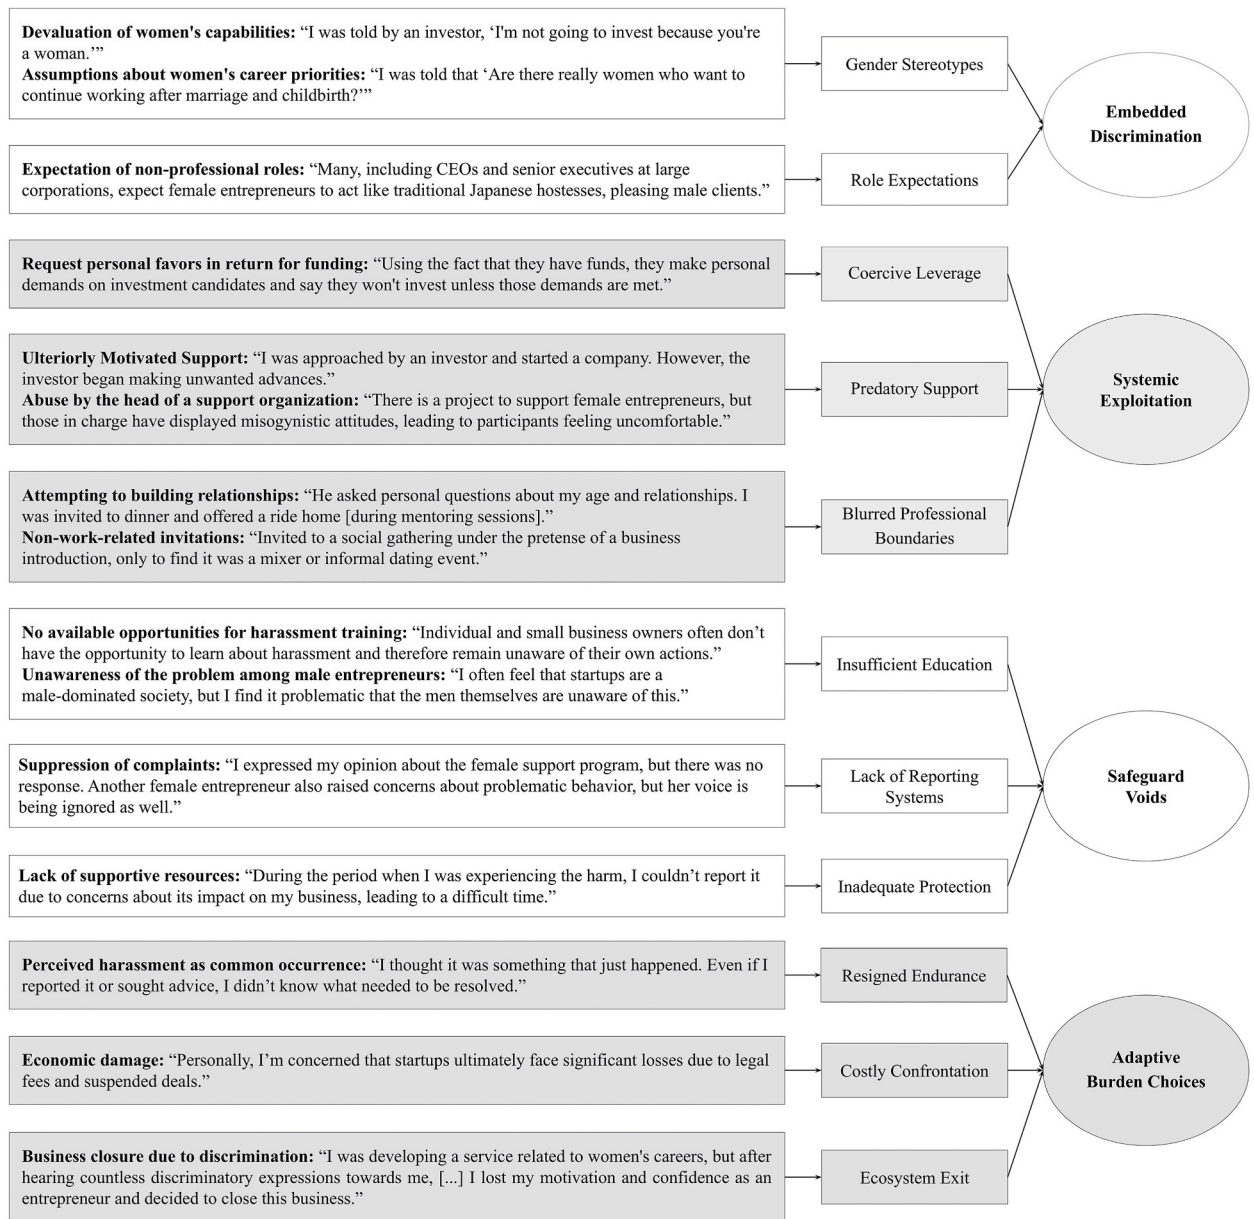 Devaluation of women's capabilities: “I was told by an investor, ‘I'm not going to invest because you're
a woman.’”
Assumptions about women's career priorities: “I was told that ‘Are there really women who want to
continue working after marriage and childbirth?’”
Gender Stereotypes
Expectation of non-professional roles: “Many, including CEOs and senior executives at large
corporations, expect female entrepreneurs to act like traditional Japanese hostesses, pleasing male clients.”
Role Expectations
Embedded
Discrimination
Request personal favors in return for funding: “Using the fact that they have funds, they make personal
demands on investment candidates and say they won't invest unless those demands are met.”
Coercive Leverage
Ulteriorly Motivated Support: “I was approached by an investor and started a company. However, the
investor began making unwanted advances.”
Abuse by the head of a support organization: “There is a project to support female entrepreneurs, but
those in charge have displayed misogynistic attitudes, leading to participants feeling uncomfortable.”
Predatory Support
Attempting to building relationships: “He asked personal questions about my age and relationships. I
was invited to dinner and offered a ride home [during mentoring sessions].”
Non-work-related invitations: “Invited to a social gathering under the pretense of a business
introduction, only to find it was a mixer or informal dating event.”
Blurred Professional
Boundaries
Systemic
Exploitation
No available opportunities for harassment training: “Individual and small business owners often don’t
have the opportunity to learn about harassment and therefore remain unaware of their own actions.”
Unawareness of the problem among male entrepreneurs: “I often feel that startups are a
male-dominated society, but I find it problematic that the men themselves are unaware of this.”
Insufficient Education
Suppression of complaints: “I expressed my opinion about the female support program, but there was no
response. Another female entrepreneur also raised concerns about problematic behavior, but her voice is
being ignored as well.”
Lack of Reporting
Systems
Lack of supportive resources: “During the period when I was experiencing the harm, I couldn’t report it
due to concerns about its impact on my business, leading to a difficult time.”
Inadequate Protection
Safeguard
Voids
Perceived harassment as common occurrence: “I thought it was something that just happened. Even if I
reported it or sought advice, I didn’t know what needed to be resolved.”
Resigned Endurance
Economic damage: “Personally, I’m concerned that startups ultimately face significant losses due to legal
fees and suspended deals.”
Costly Confrontation
Business closure due to discrimination: “I was developing a service related to women's careers, but after
hearing countless discriminatory expressions towards me, [...] I lost my motivation and confidence as an
entrepreneur and decided to close this business.”
Ecosystem Exit
Adaptive
Burden Choices